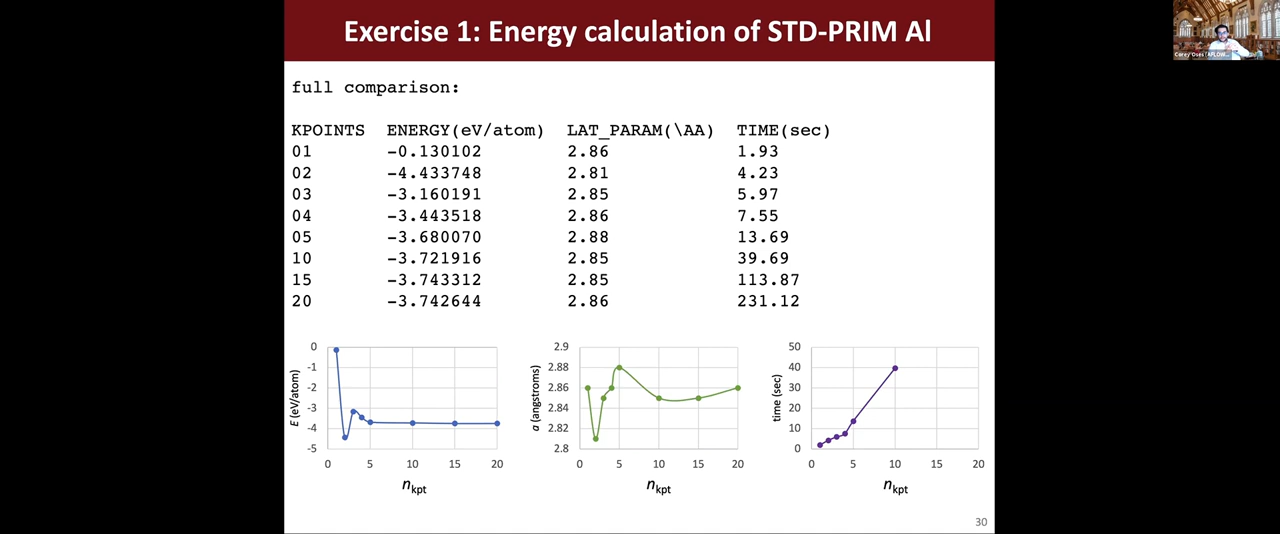 Exercise 1: Energy calculation of STD-PRIM Al
full comparison:
KPOINTS ENERGY(eV/atom) LAT_PARAM(\AA) TIME(sec)
01 -0.130102 2.86 1.93
02 -4.433748 2.81 4.23
03 -3.160191 2.85 5.97
04 -3.443518 2.86 7.55
05 -3.680070 2.88 13.69
10 -3.721916 2.85 39.69
15 -3.743312 2.85 113.87
20 -3.742644 2.86 231.12
E (eV/atom)
0
-1
-2
-3
-4
-5
0 5 10 15 20
nkpt
a (angstroms)
2.9
2.88
2.86
2.84
2.82
2.8
0 5 10 15 20
nkpt
time (sec)
50
40
30
20
10
0
0 5 10 15 20
nkpt
30
Corey Oses (AFLOW...